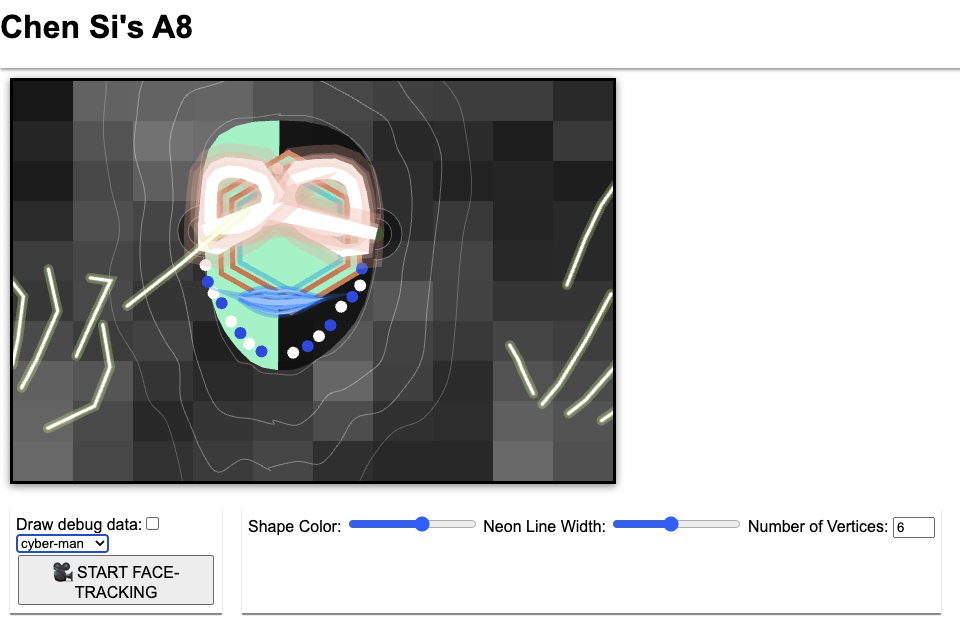 Chen Si's A8
Draw debug data:
cyber-man
START FACE-
TRACKING
Shape Color:
Neon Line Width:
Number of Vertices: 6